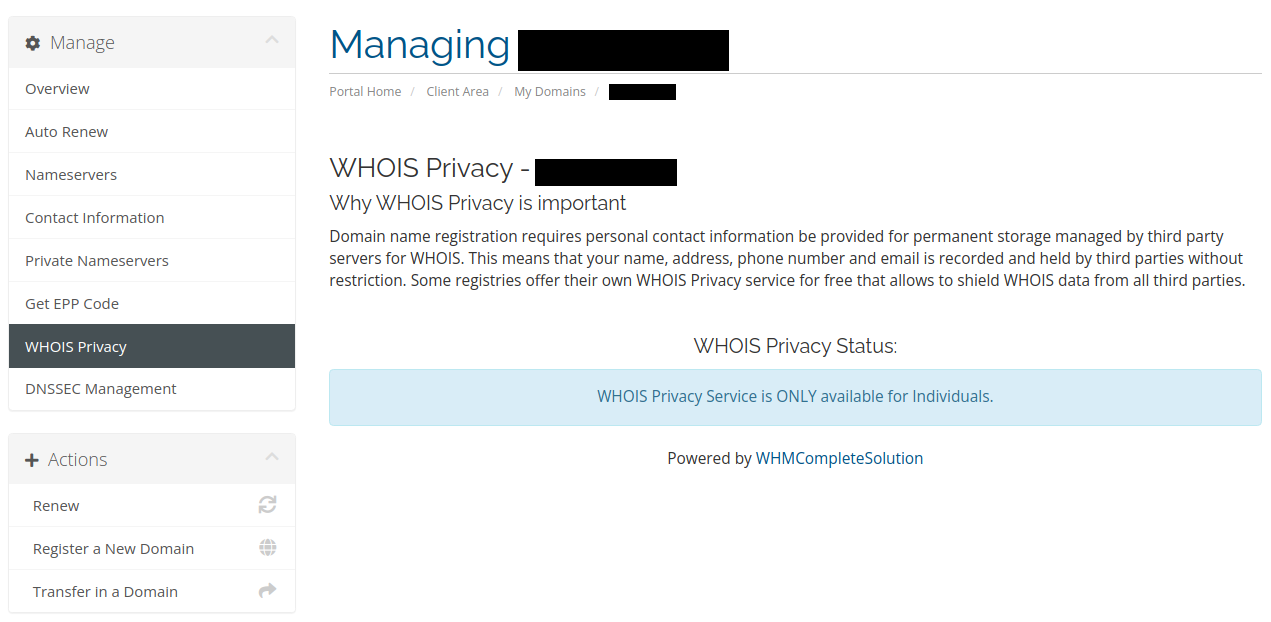 Manage
Overview
Auto Renew
Nameservers
Contact Information
Private Nameservers
Get EPP Code
WHOIS Privacy
DNSSEC Management
Actions
Renew
Register a New Domain
Transfer in a Domain
Managing
Portal Home / Client Area / My Domains /
WHOIS Privacy -
Why WHOIS Privacy is important
Domain name registration requires personal contact information be provided for permanent storage managed by third party
servers for WHOIS. This means that your name, address, phone number and email is recorded and held by third parties without
restriction. Some registries offer their own WHOIS Privacy service for free that allows to shield WHOIS data from all third parties.
WHOIS Privacy Status:
WHOIS Privacy Service is ONLY available for Individuals.
Powered by WHMCompleteSolution